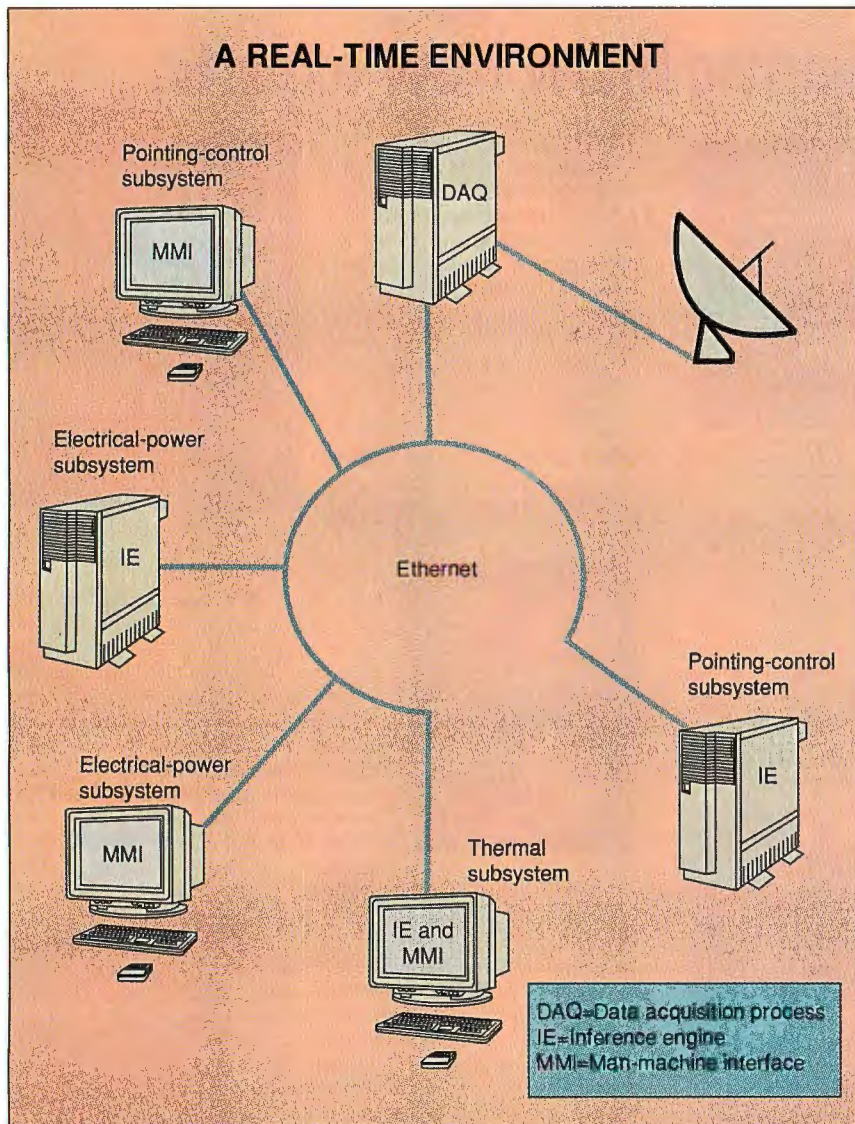 A REAL-TIME ENVIRONMENT
Pointing-control
subsystem
MMI
DAQ
Electrical-power
subsystem
IE
Ethernet
Pointing-control
subsystem
IE
Electrical-power
subsystem
MMI
Thermal
subsystem
IE and
MMI
DAQ=Data acquisition process
IE=Inference engine
MMI=Man-machine interface